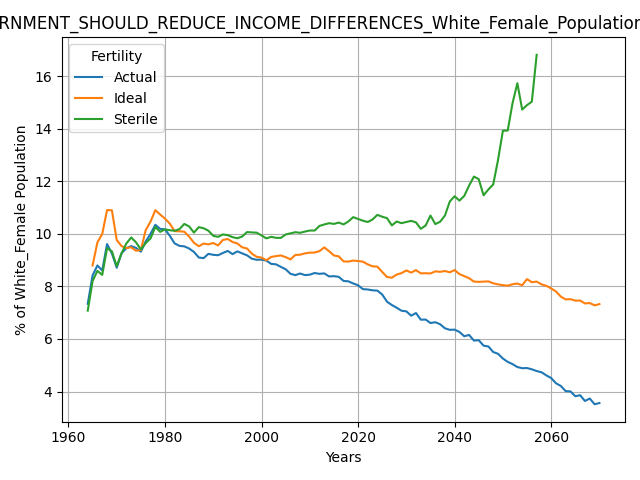 RNMENT_SHOULD_REDUCE_INCOME_DIFFERENCES_White_Female_Population
Fertility
Actual
Ideal
Sterile
% of White_Female Population
16
14
12
10
8
6
4
1960 1980 2000 2020 2040 2060
Years